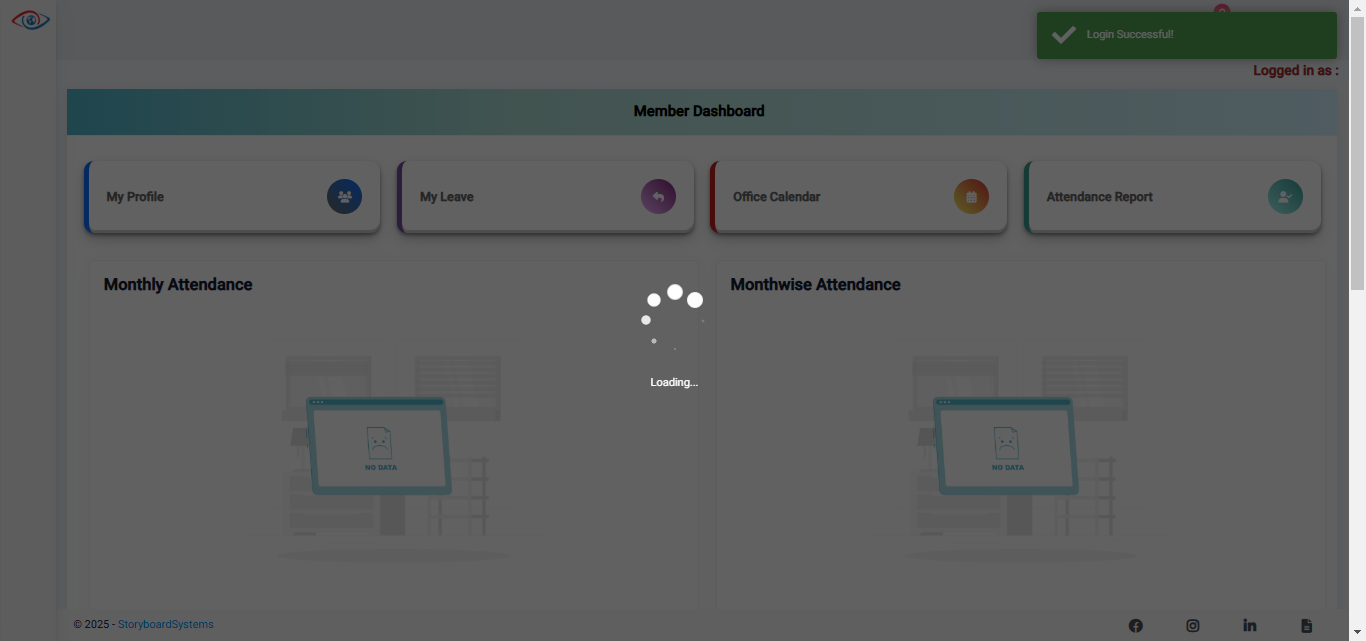 Login Successful!
Logged in as :
Member Dashboard
My Profile
My Leave
Office Calendar
Attendance Report
Monthly Attendance
Monthwise Attendance
NO DATA
NO DATA
Loading...
© 2025 - StoryboardSystems